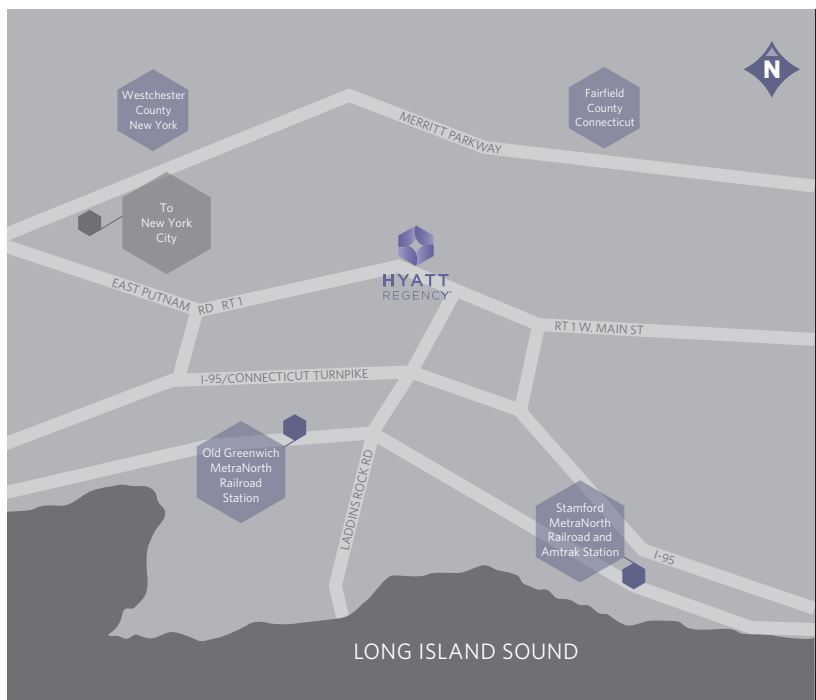 N
Westchester
County
New York
Fairfield
County
Connecticut
MERRITT PARKWAY
To
New York
City
HYATT
REGENCY
EAST PUTNAM RD RT 1
RT 1 W. MAIN ST
I-95/CONNECTICUT TURNPIKE
Old Greenwich
MetraNorth
Railroad
Station
LADDINS ROCK RD
Stamford
MetraNorth
Railroad and
Amtrak Station
I-95
LONG ISLAND SOUND